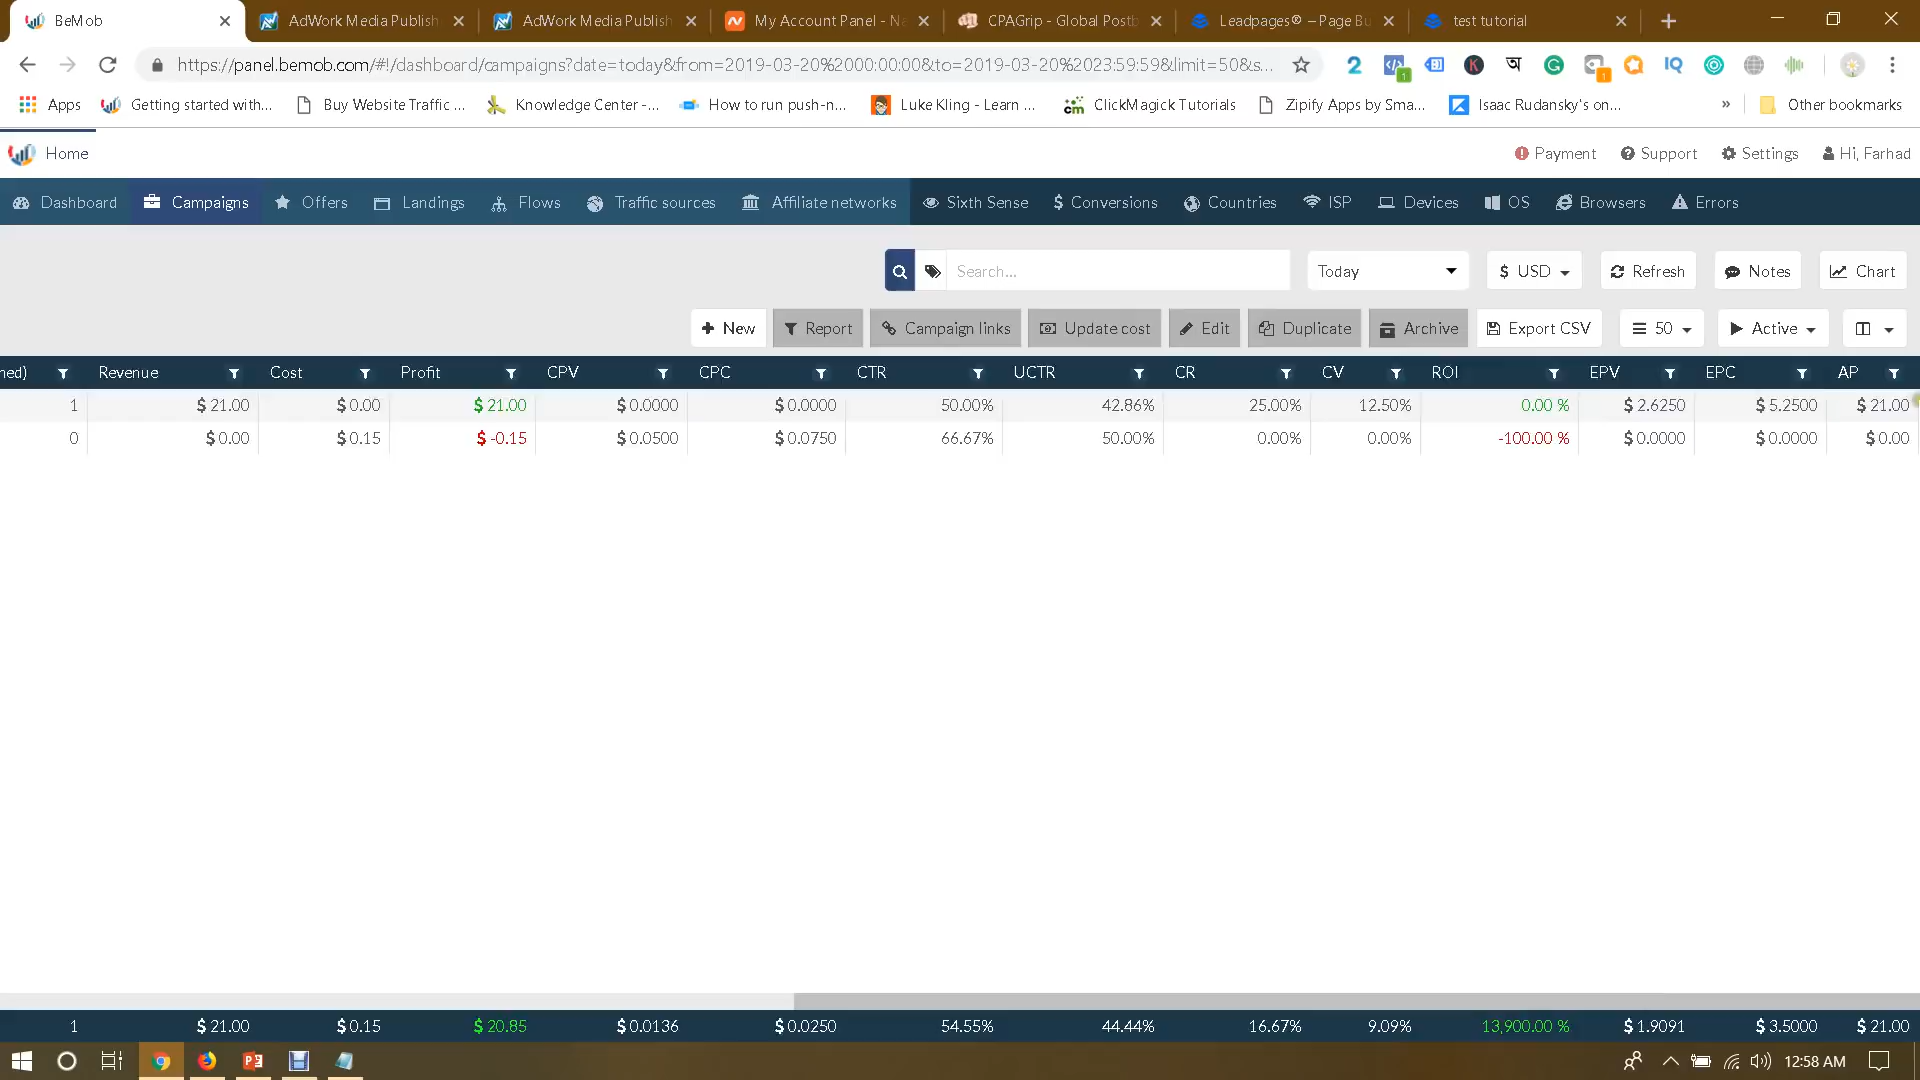 BeMob
AdWork Media Publish
AdWork Media Publish
My Account Panel - N
CPAGrip - Global Postb
Leadpages® – Page Bu
test tutorial
https://panel.bemob.com/#!/dashboard/campaigns?date=today&from=2019-03-20%2000:00:00&to=2019-03-20%2023:59:59&limit=50&s...
Apps
Getting started with...
Buy Website Traffic ...
Knowledge Center -...
How to run push-n...
Luke Kling - Learn ...
ClickMagick Tutorials
Zipify Apps by Sma...
Isaac Rudansky's on...
» Other bookmarks
Home Payment Support Settings Hi, Farhad
Dashboard Campaigns Offers Landings Flows Traffic sources Affiliate networks Sixth Sense $ Conversions Countries ISP Devices OS Browsers Errors
Search... Today $ USD Refresh Notes Chart
+ New Report Campaign links Update cost Edit Duplicate Archive Export CSV 50 Active
ned) Revenue Cost Profit CPV CPC CTR UCTR CR CV ROI EPV EPC AP
1 $ 21.00 $ 0.00 $ 21.00 $ 0.0000 $ 0.0000 50.00% 42.86% 25.00% 12.50% 0.00 % $ 2.6250 $ 5.2500 $ 21.00
0 $ 0.00 $ 0.15 $ -0.15 $ 0.0500 $ 0.0750 66.67% 50.00% 0.00% 0.00% -100.00 % $ 0.0000 $ 0.0000 $ 0.00
1 $ 21.00 $ 0.15 $ 20.85 $ 0.0136 $ 0.0250 54.55% 44.44% 16.67% 9.09% 13,900.00 % $ 1.9091 $ 3.5000 $ 21.00
12:58 AM